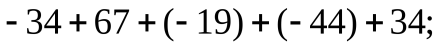 - 34 + 67 + (- 19) + (- 44) + 34;